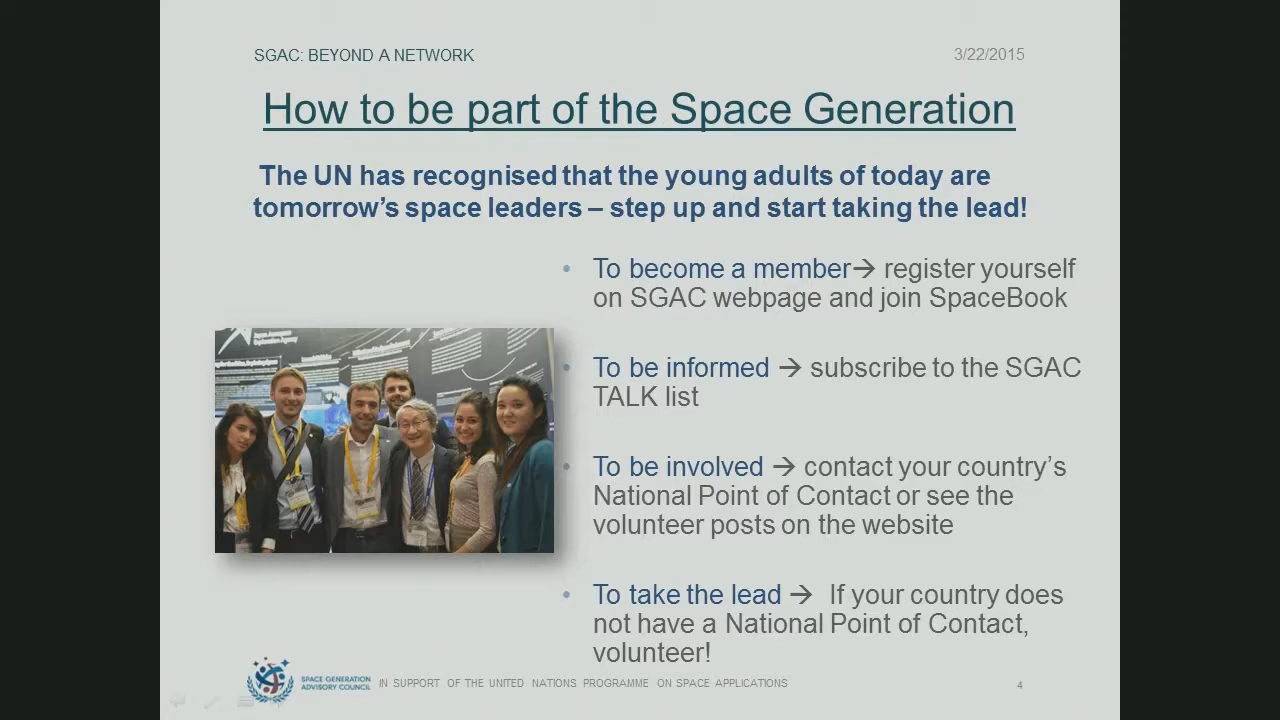 SGAC: BEYOND A NETWORK
3/22/2015
How to be part of the Space Generation
The UN has recognised that the young adults of today are
tomorrow's space leaders – step up and start taking the lead!
• To become a member→ register yourself
on SGAC webpage and join SpaceBook
• To be informed → subscribe to the SGAC
TALK list
• To be involved → contact your country's
National Point of Contact or see the
volunteer posts on the website
• To take the lead → If your country does
not have a National Point of Contact,
volunteer!
SPACE GENERATION
ADVISORY COUNCIL
IN SUPPORT OF THE UNITED NATIONS PROGRAMME ON SPACE APPLICATIONS
4